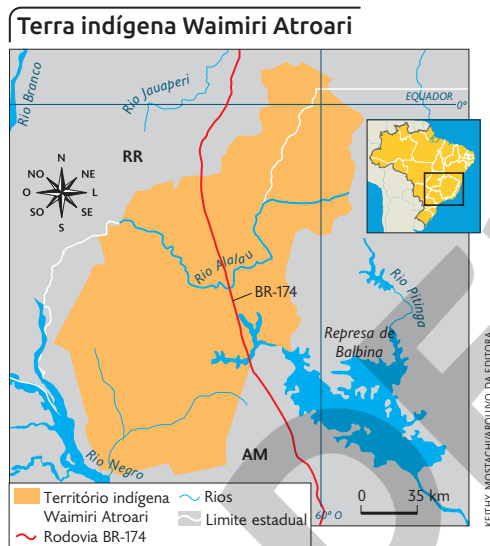 Terra indígena Waimiri Atroari
Rio Branco
Rio Jauaperi
EQUADOR
0°
RR
N
NO
NE
O
L
SO
SE
S
Rio Alalaú
BR-174
Rio Pitinga
Represa de
Balbina
Rio Negro
AM
Território indígena
Waimiri Atroari
Rodovia BR-174
Rios
Limite estadual
60° O
0 35 km
KEITHY MOSTACHI/ARQUIVO DA EDITORA